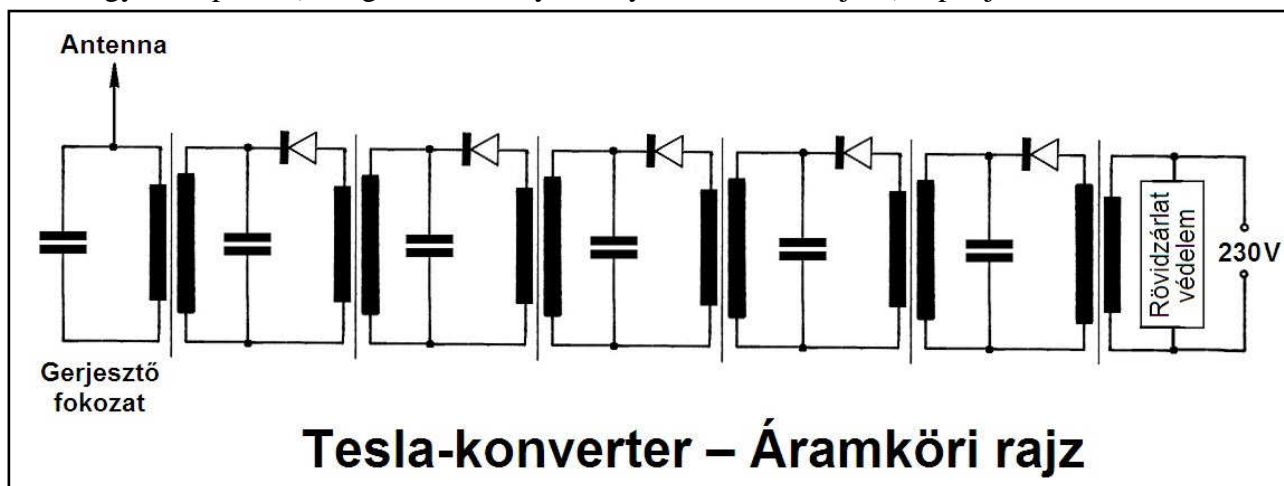 Antenna
Rövidzárlat
védelem
230V
Gerjesztő
fokozat
Tesla-konverter – Áramköri rajz